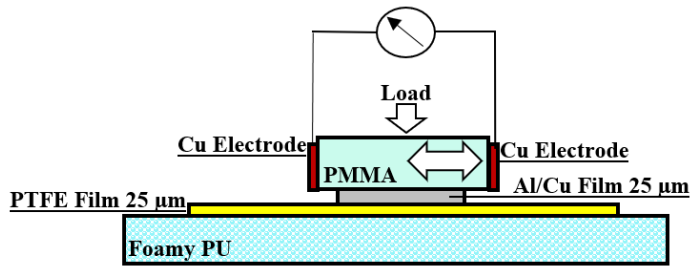 Load
Cu Electrode
Cu Electrode
PMMA
Al/Cu Film 25 μm
PTFE Film 25 μm
Foamy PU